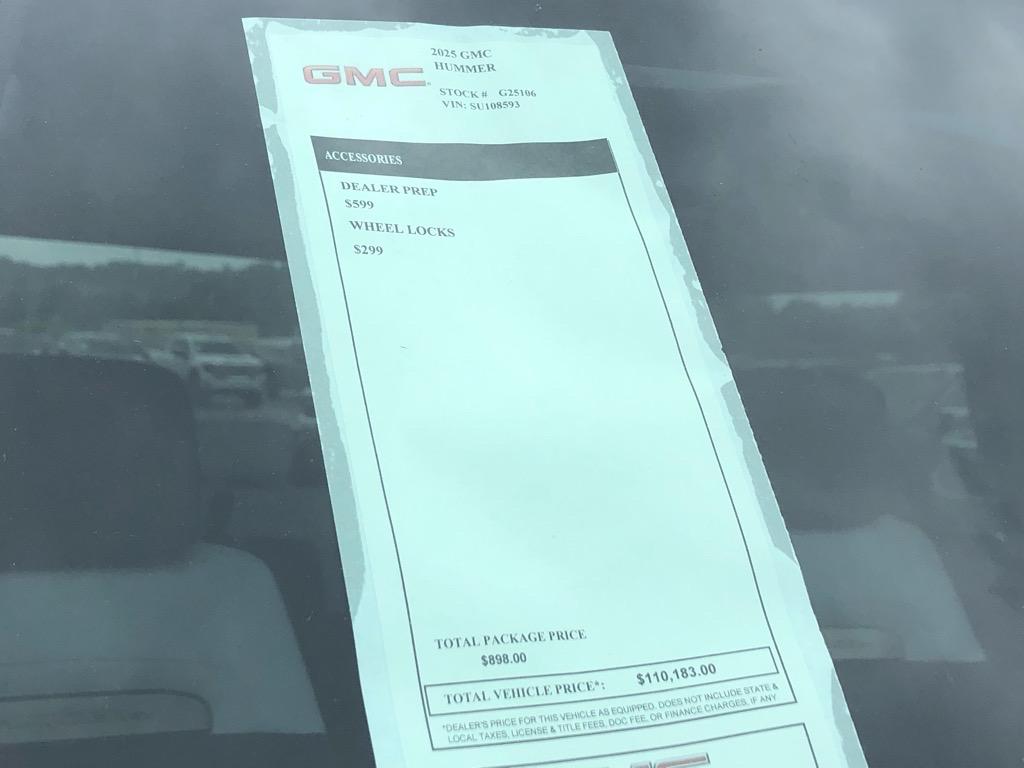 GMC
2025 GMC
HUMMER
STOCK # G25106
VIN: SU108593
ACCESSORIES
DEALER PREP
$599
WHEEL LOCKS
$299
TOTAL PACKAGE PRICE
$898.00
TOTAL VEHICLE PRICE*: $110,183.00
*DEALER'S PRICE FOR THIS VEHICLE AS EQUIPPED. DOES NOT INCLUDE STATE &
LOCAL TAXES, LICENSE & TITLE FEES, DOC FEE, OR FINANCE CHARGES, IF ANY